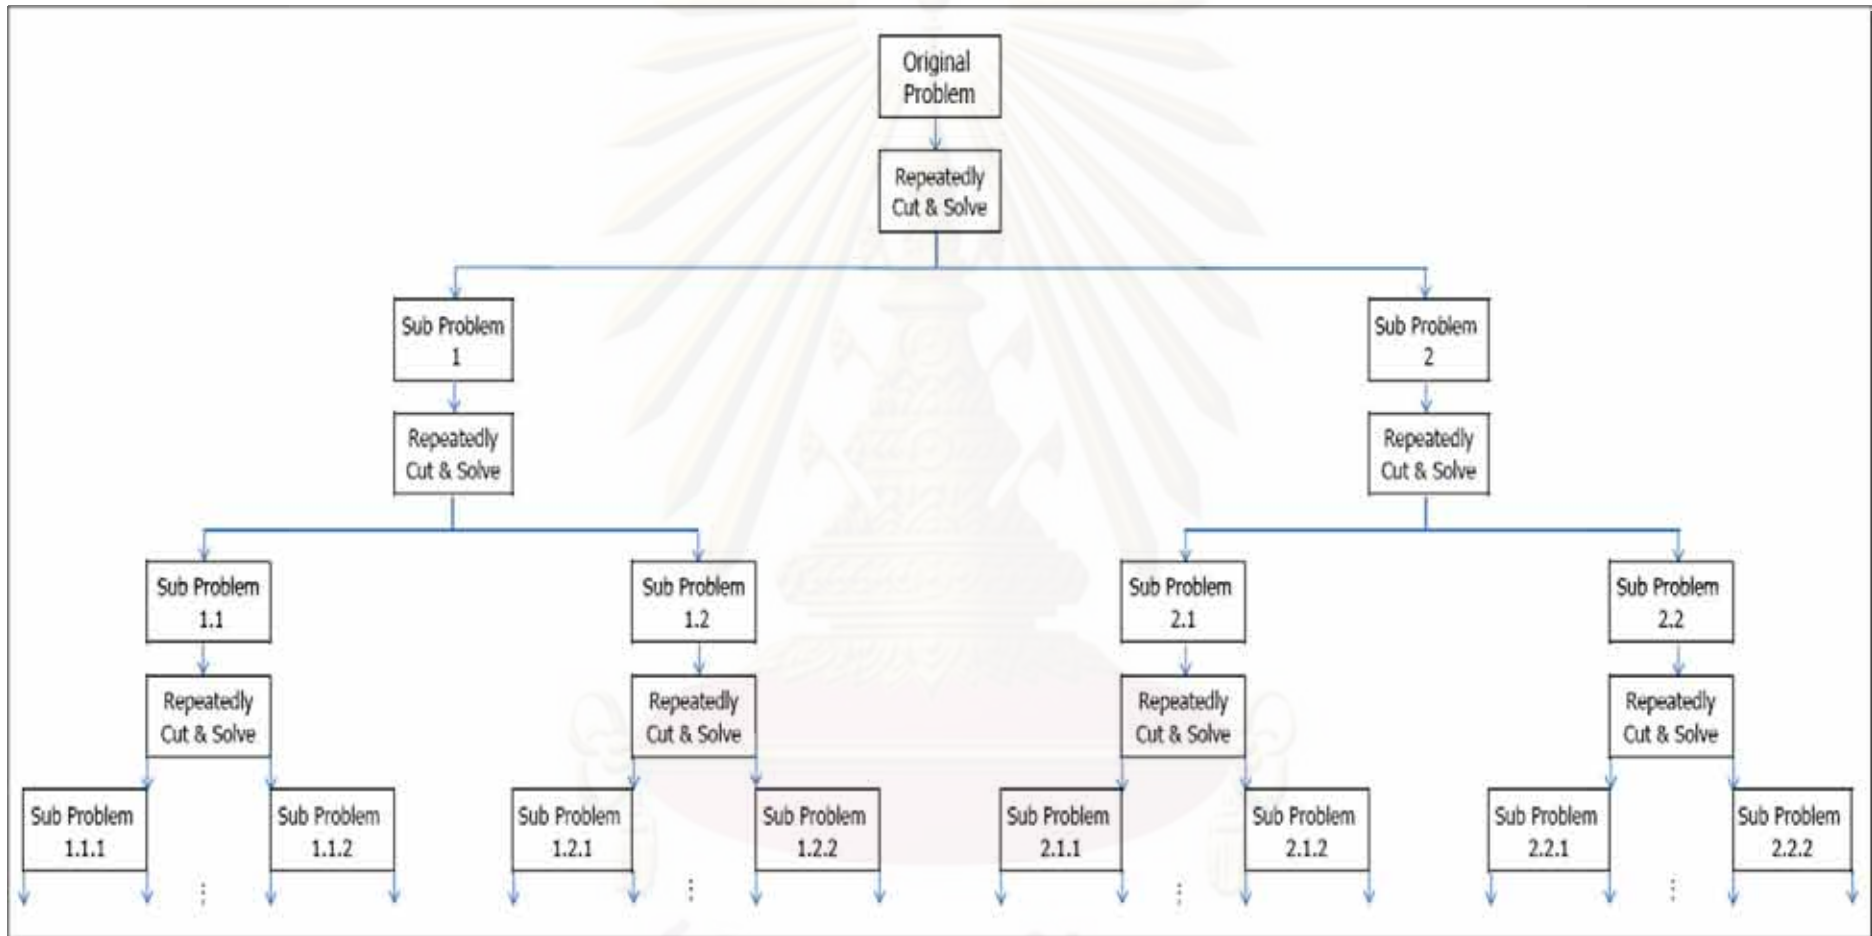 Original
Problem
Repeatedly
Cut & Solve
Sub Problem
1
Sub Problem
2
Repeatedly
Cut & Solve
Repeatedly
Cut & Solve
Sub Problem
1.1
Sub Problem
1.2
Sub Problem
2.1
Sub Problem
2.2
Repeatedly
Cut & Solve
Repeatedly
Cut & Solve
Repeatedly
Cut & Solve
Repeatedly
Cut & Solve
Sub Problem
1.1.1
Sub Problem
1.1.2
Sub Problem
1.2.1
Sub Problem
1.2.2
Sub Problem
2.1.1
Sub Problem
2.1.2
Sub Problem
2.2.1
Sub Problem
2.2.2